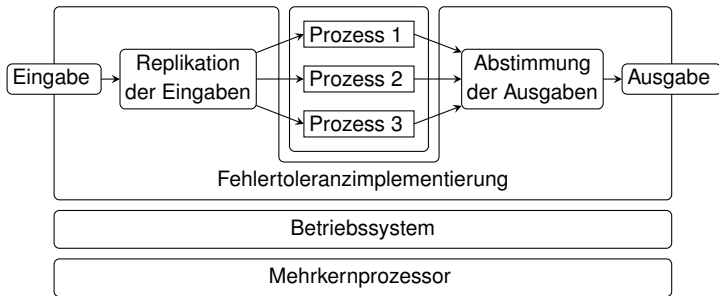 Eingabe
Replikation
der Eingaben
Prozess 1
Prozess 2
Prozess 3
Abstimmung
der Ausgaben
Ausgabe
Fehlertoleranzimplementierung
Betriebssystem
Mehrkernprozessor